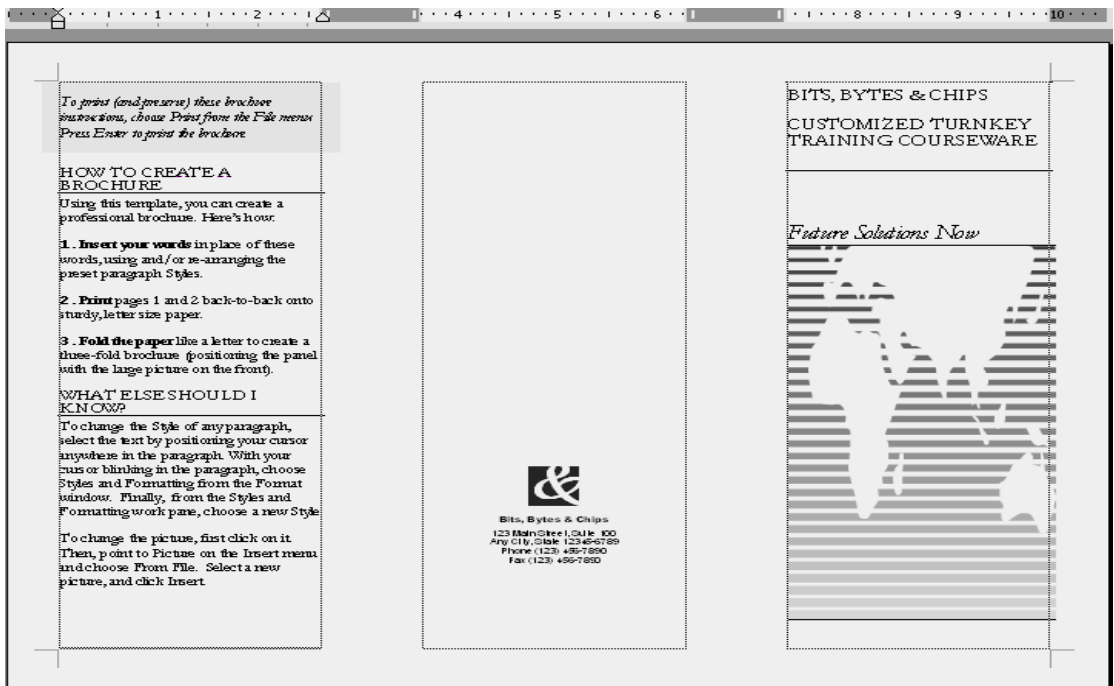 1 2 4 5 6 8 9 10
To print (and preserve) these brochure
instructions, choose Print from the File menu.
Press Enter to print the brochure.
HOW TO CREATE A
BROCHURE
Using this template, you can create a
professional brochure. Here's how:
1. Insert your words in place of these
words, using and/or re-arranging the
preset paragraph Styles.
2. Print pages 1 and 2 back-to-back onto
sturdy, letter size paper.
3. Fold the paper like a letter to create a
three-fold brochure (positioning the panel
with the large picture on the front).
WHAT ELSE SHOULD I
KNOW?
To change the Style of any paragraph,
select the text by positioning your cursor
anywhere in the paragraph. With your
cursor blinking in the paragraph, choose
Styles and Formatting from the Format
window. Finally, from the Styles and
Formatting work pane, choose a new Style
To change the picture, first click on it.
Then, point to Picture on the Insert menu
and choose From File. Select a new
picture, and click Insert.
&
Bits, Bytes & Chips
123 Main Street, Suite 100
Any City, State 12345-6789
Phone (123) 456-7890
Fax (123) 456-7890
BITS, BYTES & CHIPS
CUSTOMIZED TURNKEY
TRAINING COURSEWARE
Future Solutions Now